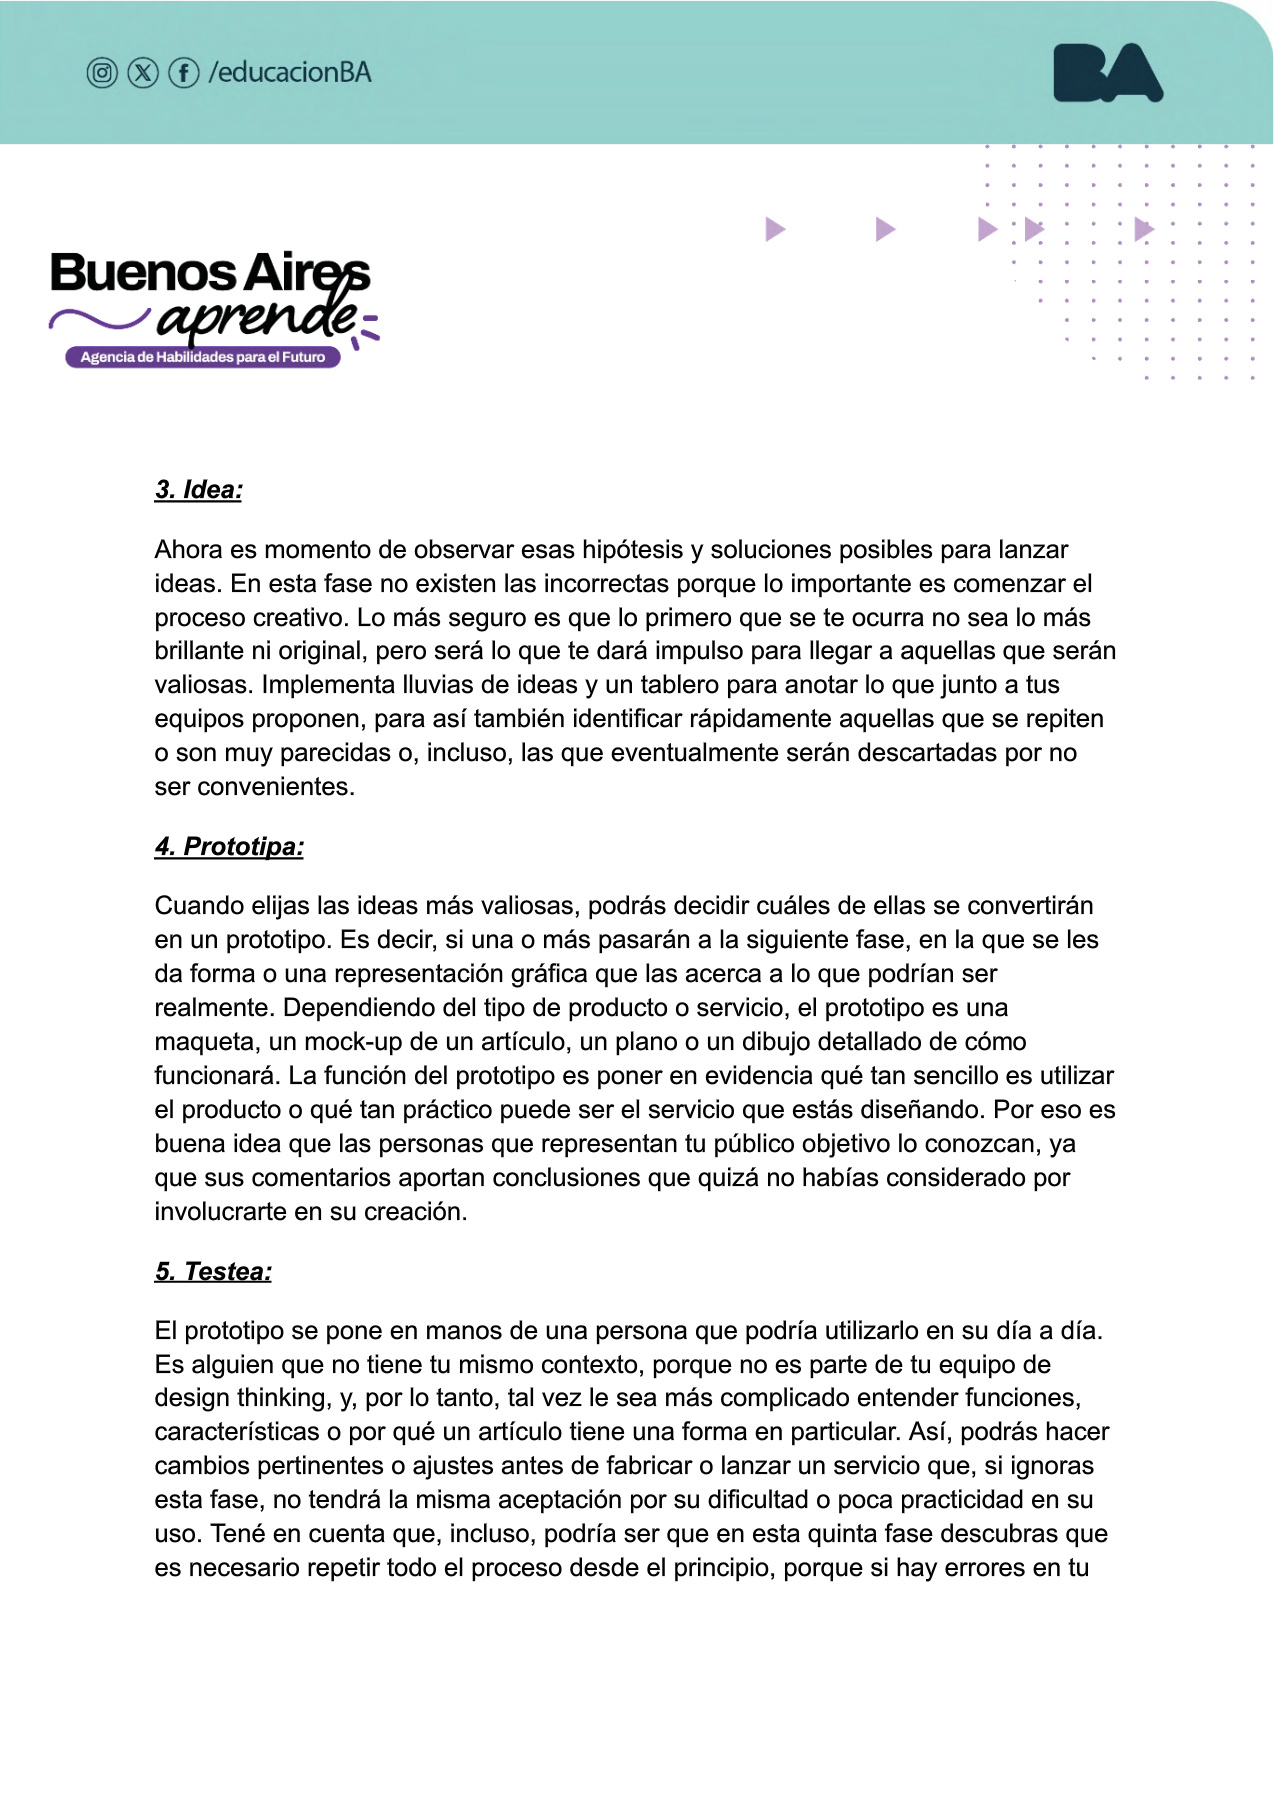 /educacionBA
BA
Buenos Aires
aprende
Agencia de Habilidades para el Futuro
3. Idea:
Ahora es momento de observar esas hipótesis y soluciones posibles para lanzar
ideas. En esta fase no existen las incorrectas porque lo importante es comenzar el
proceso creativo. Lo más seguro es que lo primero que se te ocurra no sea lo más
brillante ni original, pero será lo que te dará impulso para llegar a aquellas que serán
valiosas. Implementa lluvias de ideas y un tablero para anotar lo que junto a tus
equipos proponen, para así también identificar rápidamente aquellas que se repiten
o son muy parecidas o, incluso, las que eventualmente serán descartadas por no
ser convenientes.
4. Prototipa:
Cuando elijas las ideas más valiosas, podrás decidir cuáles de ellas se convertirán
en un prototipo. Es decir, si una o más pasarán a la siguiente fase, en la que se les
da forma o una representación gráfica que las acerca a lo que podrían ser
realmente. Dependiendo del tipo de producto o servicio, el prototipo es una
maqueta, un mock-up de un artículo, un plano o un dibujo detallado de cómo
funcionará. La función del prototipo es poner en evidencia qué tan sencillo es utilizar
el producto o qué tan práctico puede ser el servicio que estás diseñando. Por eso es
buena idea que las personas que representan tu público objetivo lo conozcan, ya
que sus comentarios aportan conclusiones que quizá no habías considerado por
involucrarte en su creación.
5. Testea:
El prototipo se pone en manos de una persona que podría utilizarlo en su día a día.
Es alguien que no tiene tu mismo contexto, porque no es parte de tu equipo de
design thinking, y, por lo tanto, tal vez le sea más complicado entender funciones,
características o por qué un artículo tiene una forma en particular. Así, podrás hacer
cambios pertinentes o ajustes antes de fabricar o lanzar un servicio que, si ignoras
esta fase, no tendrá la misma aceptación por su dificultad o poca practicidad en su
uso. Tené en cuenta que, incluso, podría ser que en esta quinta fase descubras que
es necesario repetir todo el proceso desde el principio, porque si hay errores en tu